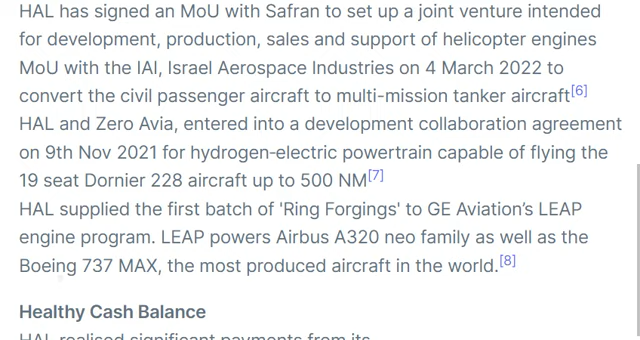 HAL has signed an MoU with Safran to set up a joint venture intended
for development, production, sales and support of helicopter engines
MoU with the IAI, Israel Aerospace Industries on 4 March 2022 to
convert the civil passenger aircraft to multi-mission tanker aircraft[6]
HAL and Zero Avia, entered into a development collaboration agreement
on 9th Nov 2021 for hydrogen-electric powertrain capable of flying the
19 seat Dornier 228 aircraft up to 500 NM[7]
HAL supplied the first batch of 'Ring Forgings' to GE Aviation’s LEAP
engine program. LEAP powers Airbus A320 neo family as well as the
Boeing 737 MAX, the most produced aircraft in the world.[8]
Healthy Cash Balance
HAL realised significant payments from its